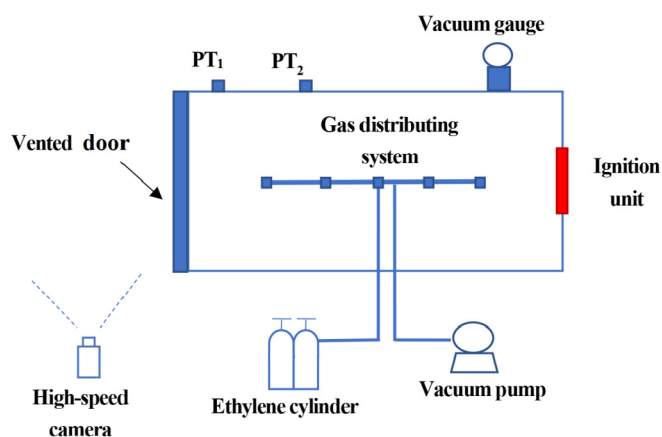 Vacuum gauge
PT1
PT2
Vented door
Gas distributing
system
Ignition
unit
High-speed
camera
Ethylene cylinder
Vacuum pump